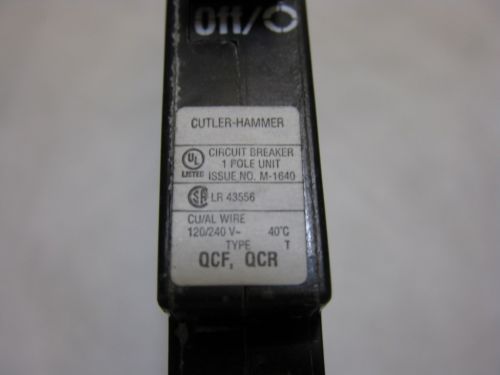 Off/O
CUTLER-HAMMER
UL
LISTED
CIRCUIT BREAKER
1 POLE UNIT
ISSUE NO. M-1640
SA LR 43556
CU/AL WIRE
120/240 V~ 40°C
TYPE T
QCF, QCR